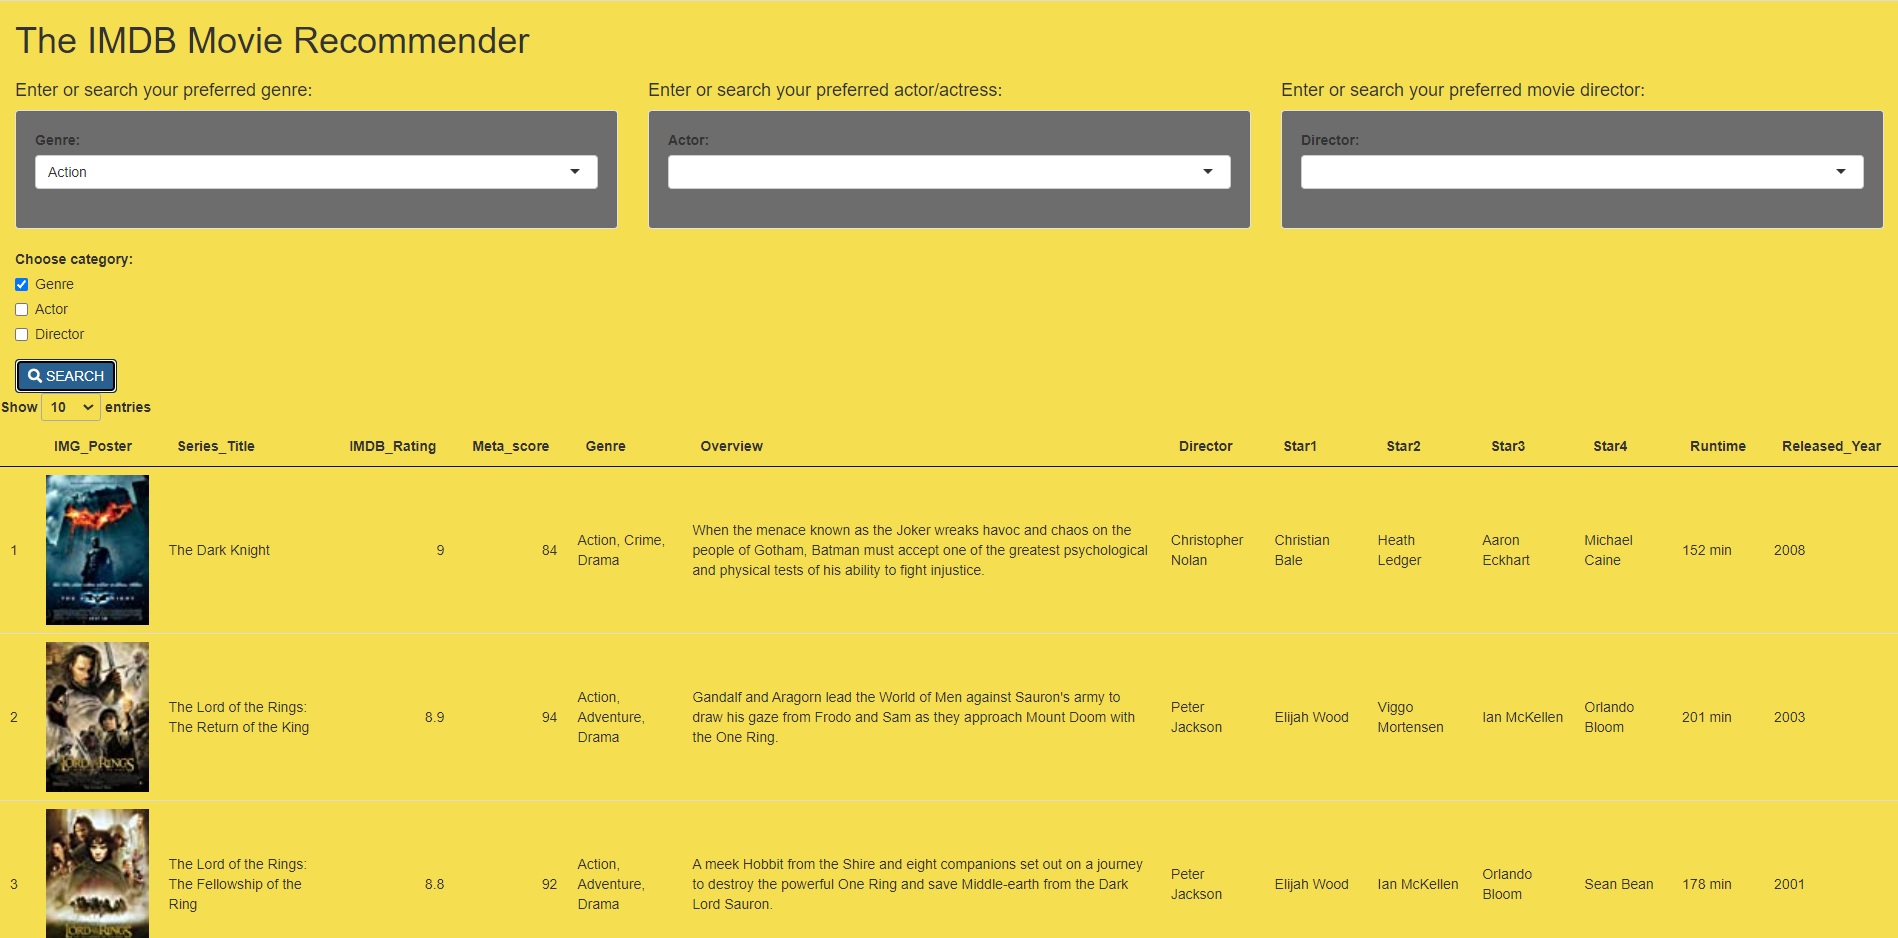 The IMDB Movie Recommender
Enter or search your preferred genre:
Enter or search your preferred actor/actress:
Enter or search your preferred movie director:
Genre:
Actor:
Director:
Action
Choose category:
Genre
Actor
Director
SEARCH
Show 10 entries
IMG_Poster Series_Title IMDB_Rating Meta_score Genre Overview Director Star1 Star2 Star3 Star4 Runtime Released_Year
1
THE DARK KNIGHT
The Dark Knight
9
84
Action, Crime,
Drama
When the menace known as the Joker wreaks havoc and chaos on the
people of Gotham, Batman must accept one of the greatest psychological
and physical tests of his ability to fight injustice.
Christopher
Nolan
Christian
Bale
Heath
Ledger
Aaron
Eckhart
Michael
Caine
152 min
2008
2
LORD OF THE RINGS
The Lord of the Rings:
The Return of the King
8.9
94
Action,
Adventure,
Drama
Gandalf and Aragorn lead the World of Men against Sauron's army to
draw his gaze from Frodo and Sam as they approach Mount Doom with
the One Ring.
Peter
Jackson
Elijah Wood
Viggo
Mortensen
Ian McKellen
Orlando
Bloom
201 min
2003
3
LORD OF THE RINGS
The Lord of the Rings:
The Fellowship of the
Ring
8.8
92
Action,
Adventure,
Drama
A meek Hobbit from the Shire and eight companions set out on a journey
to destroy the powerful One Ring and save Middle-earth from the Dark
Lord Sauron.
Peter
Jackson
Elijah Wood
Ian McKellen
Orlando
Bloom
Sean Bean
178 min
2001